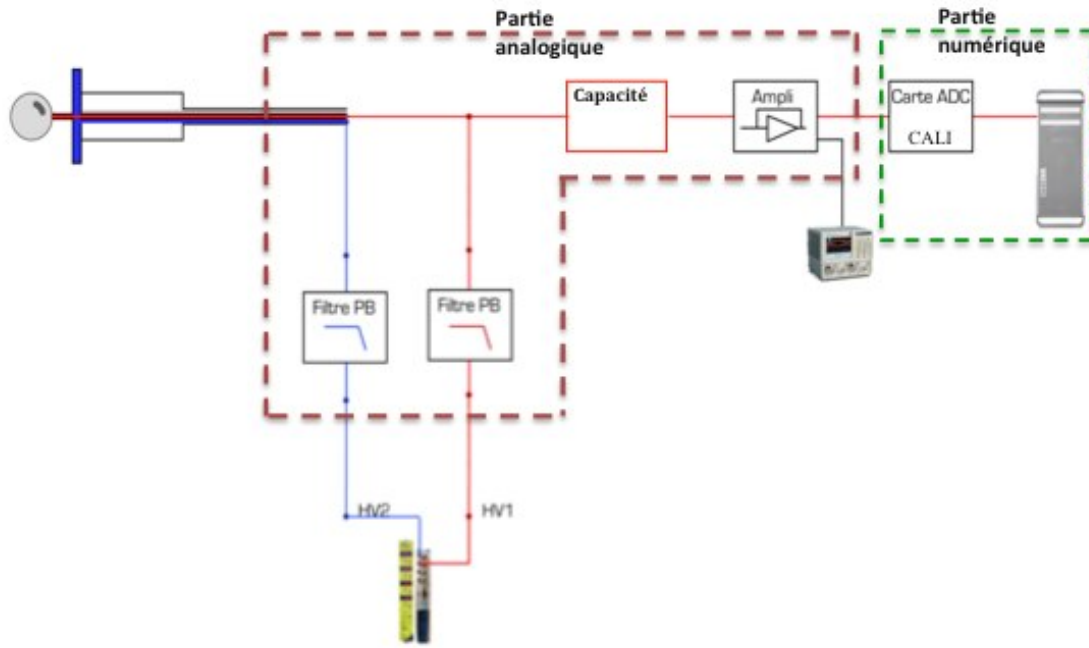 Partie
analogique
Partie
numérique
Capacité
Ampli
Carte ADC
CALI
Filtre PB
Filtre PB
HV2
HV1